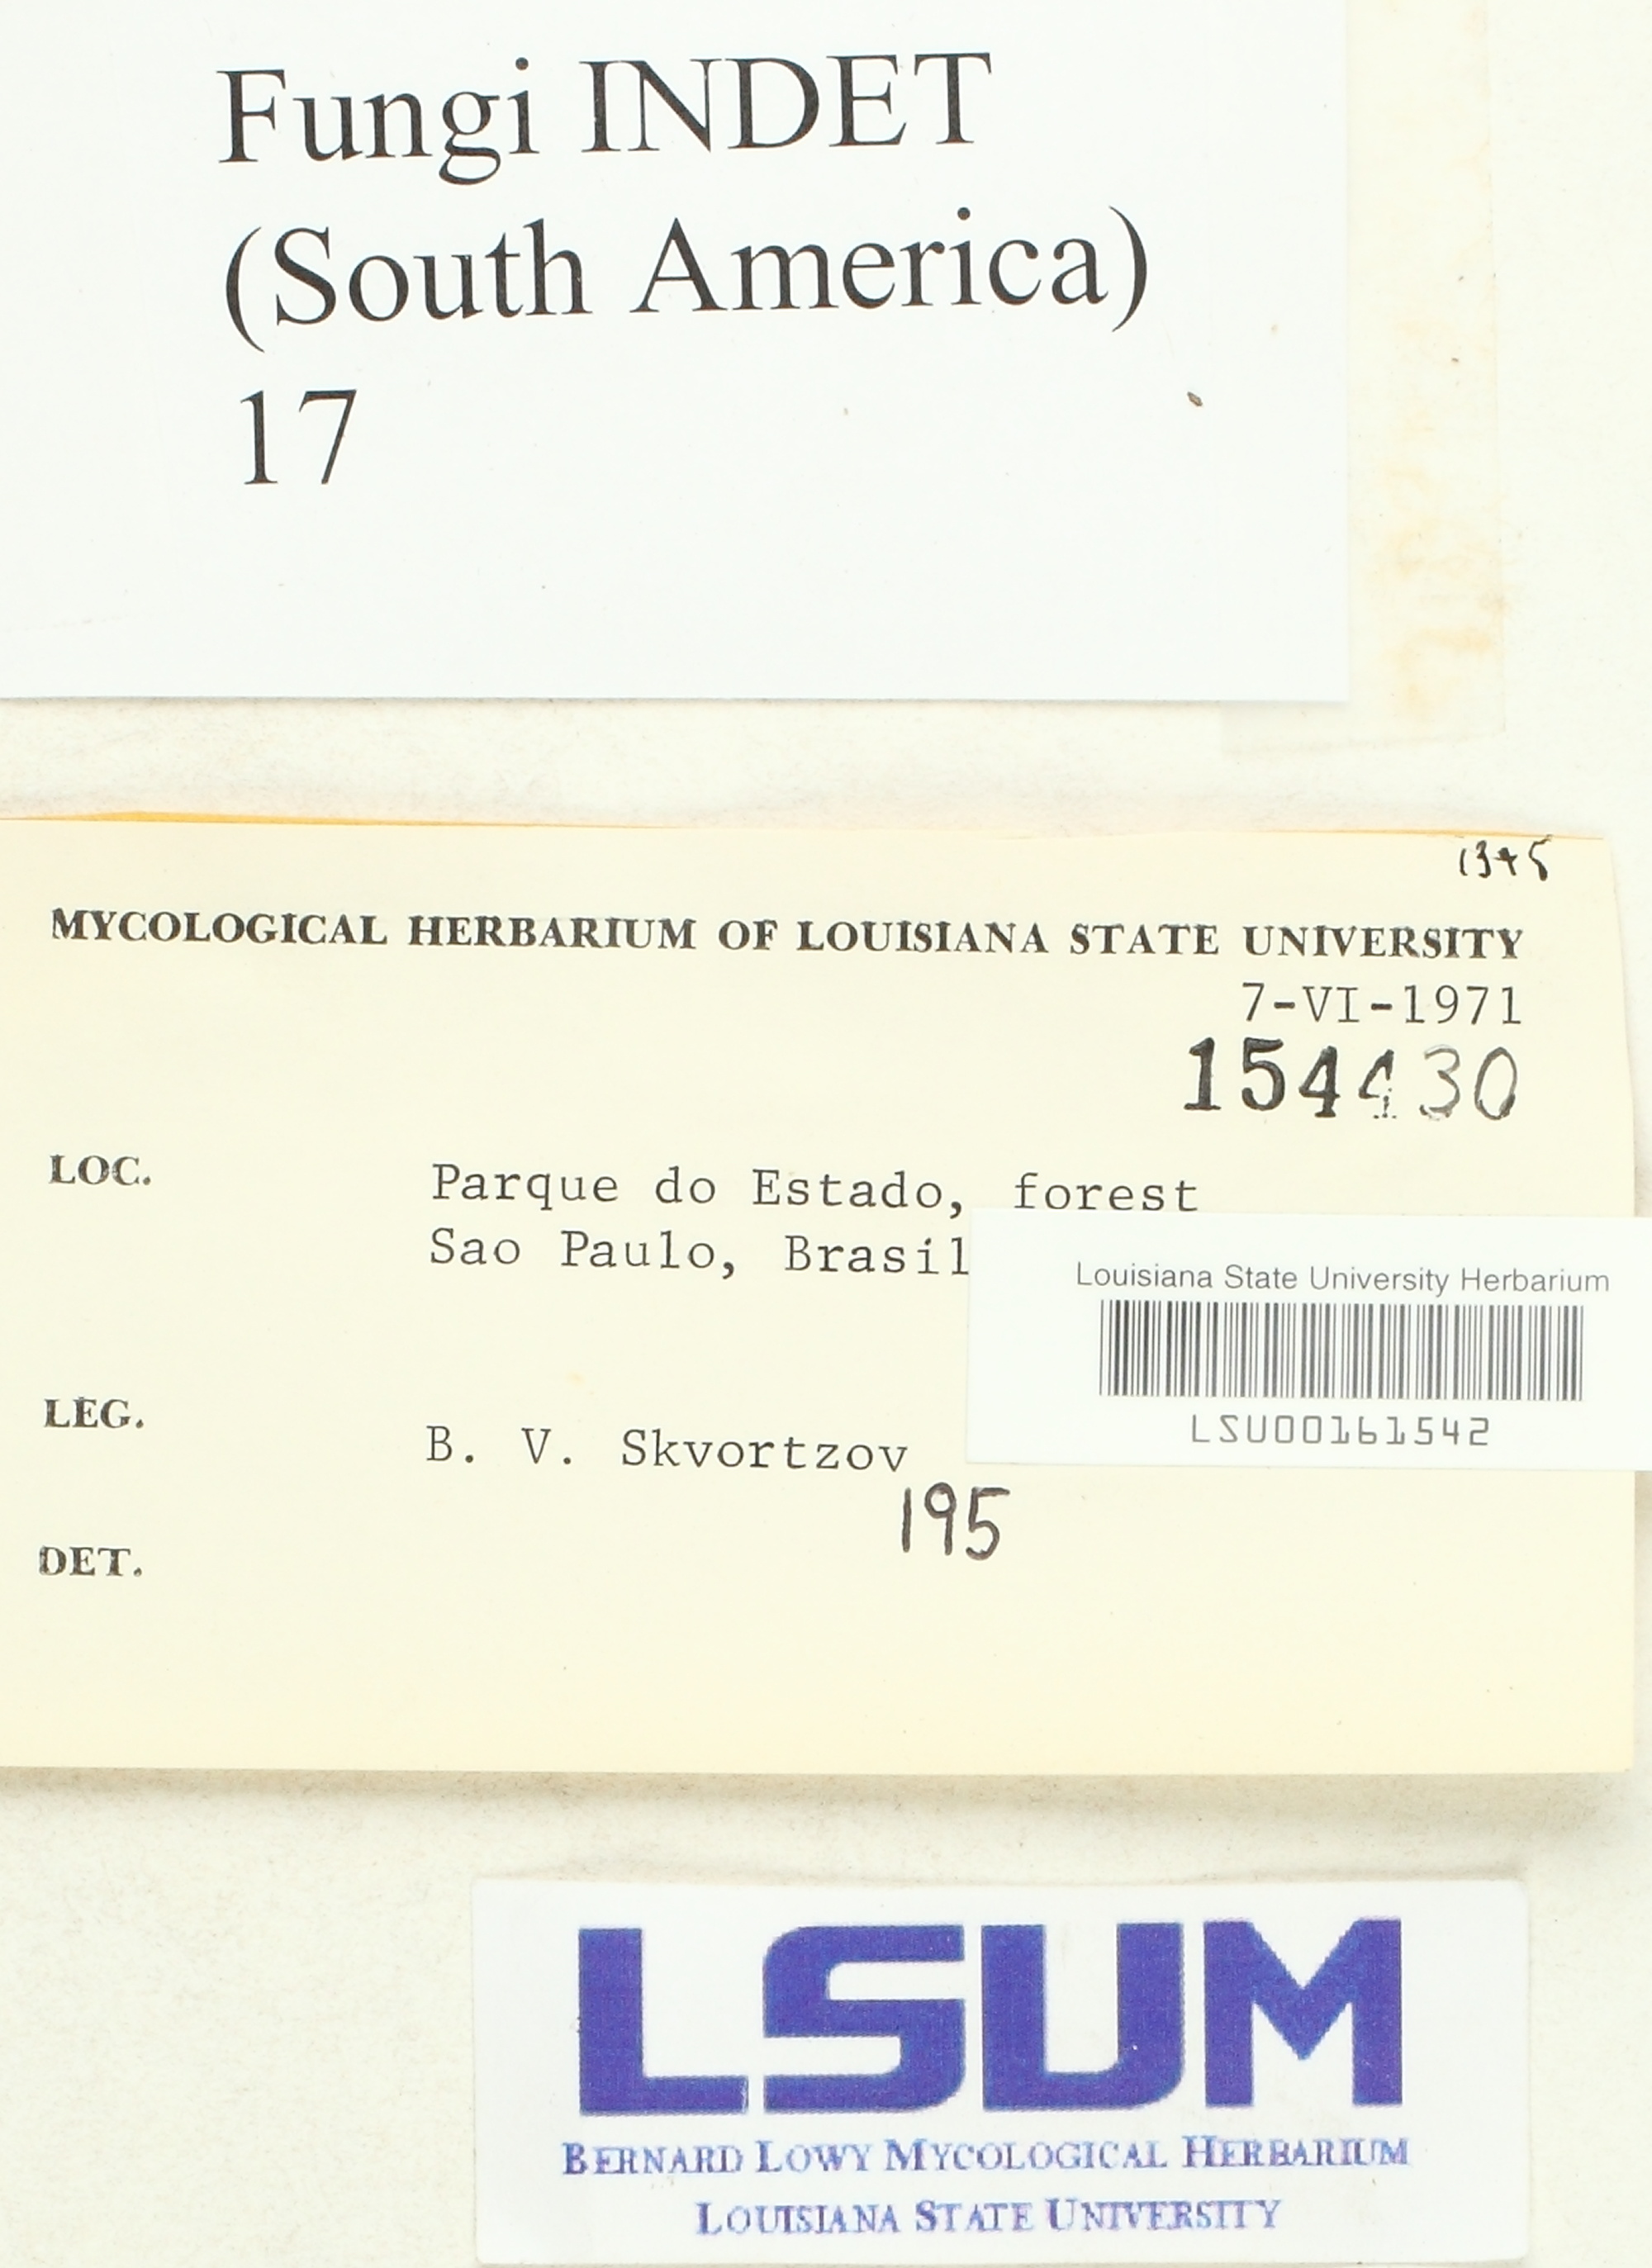 Fungi INDET
(South America)
17
1345
MYCOLOGICAL HERBARIUM OF LOUISIANA STATE UNIVERSITY
7-VI-1971
154430
LOC. Parque do Estado, forest
Sao Paulo, Brasil
Louisiana State University Herbarium
LSU00161542
LEG. B. V. Skvortzov
195
DET.
LSUM
BERNARD LOWY MYCOLOGICAL HERBARIUM
LOUISIANA STATE UNIVERSITY